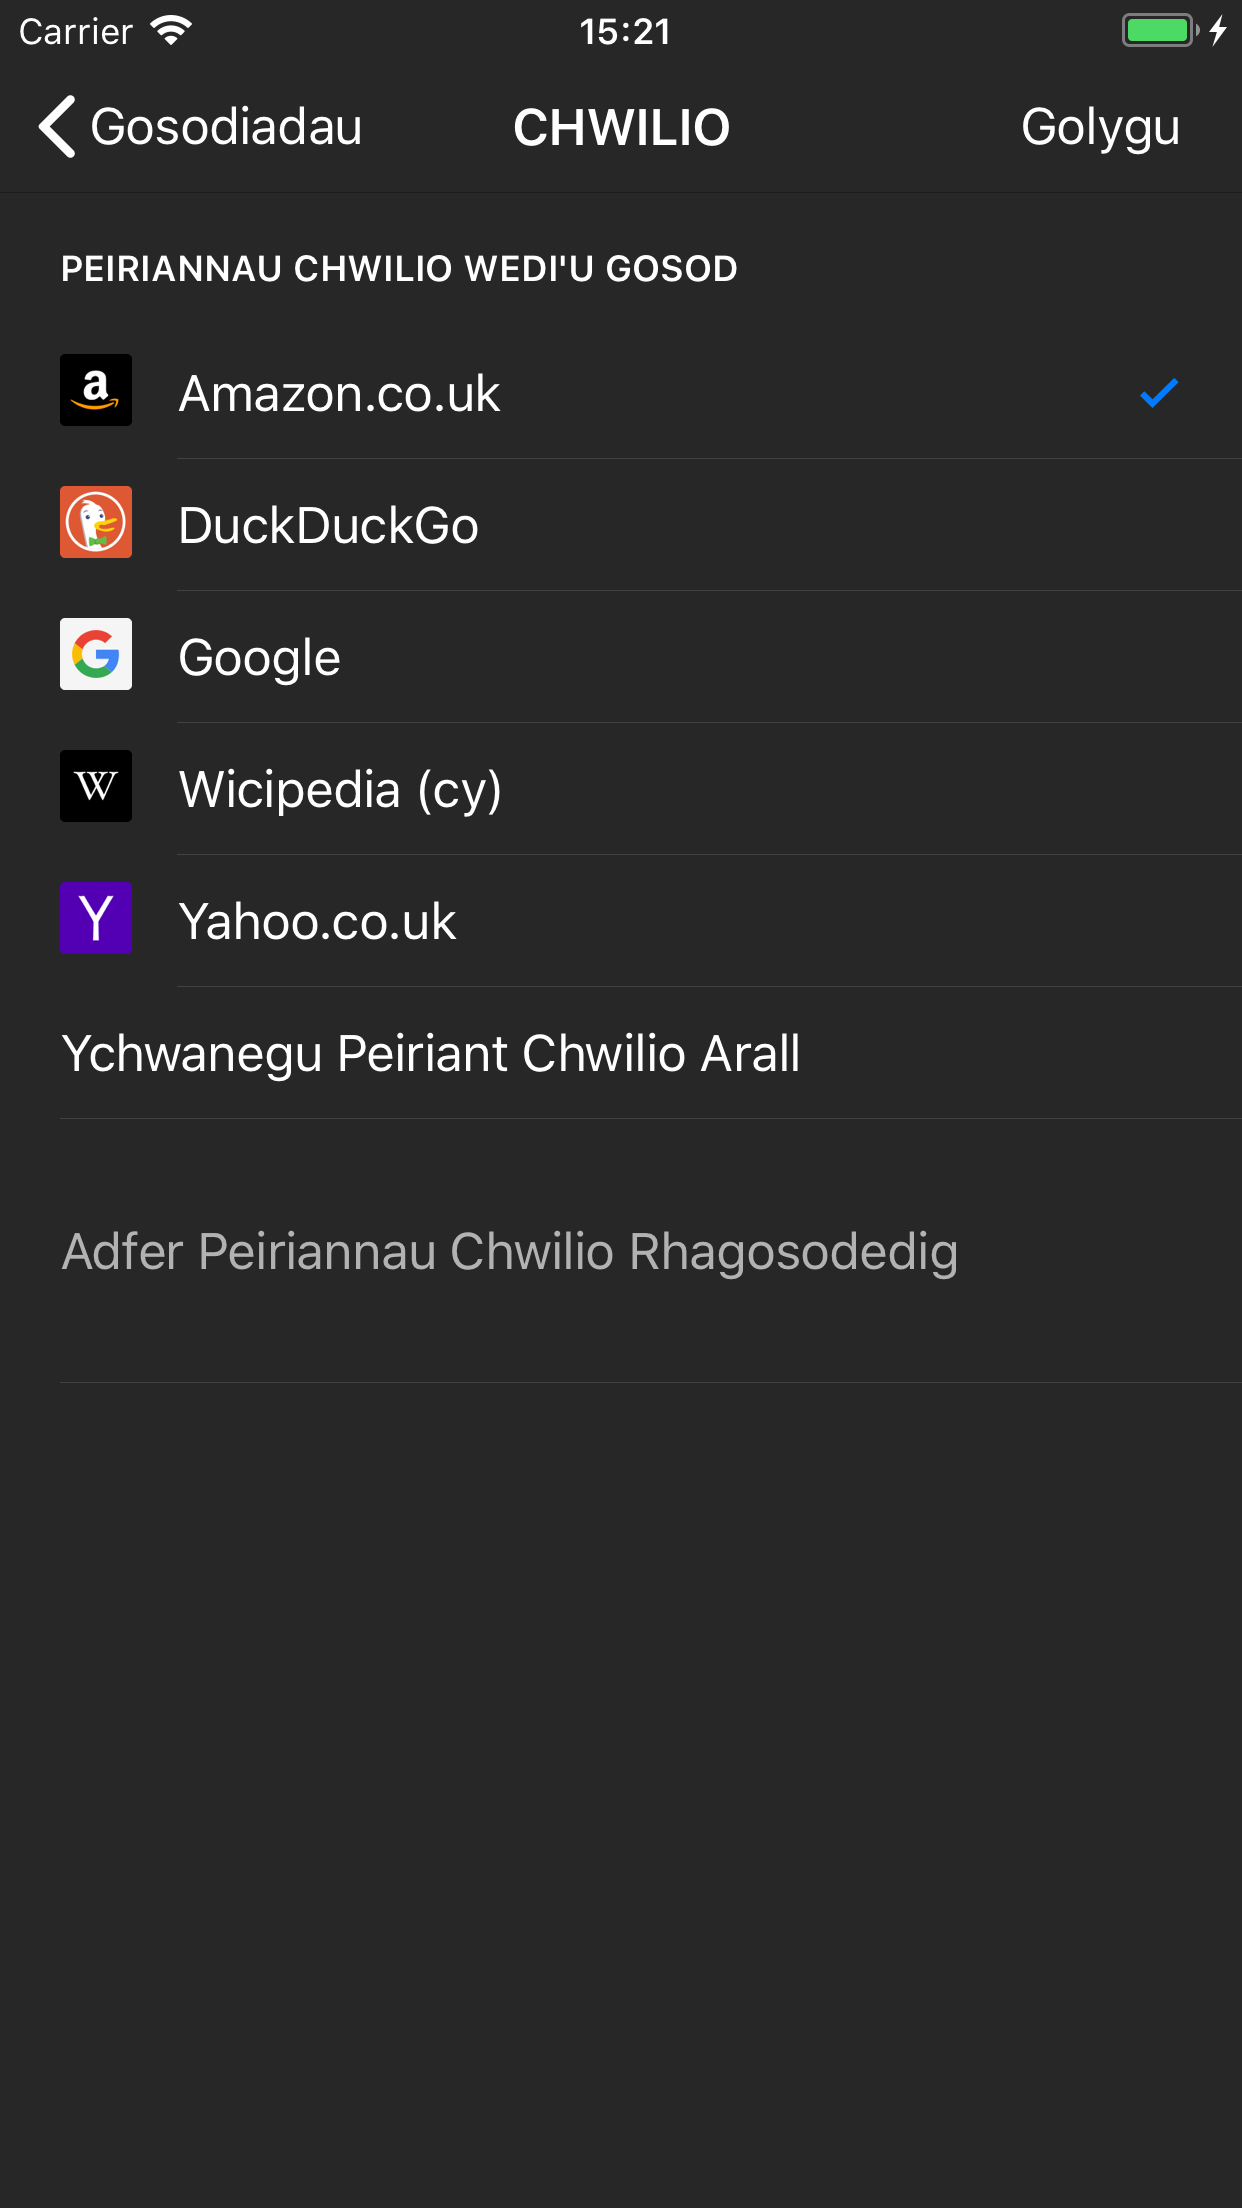 Carrier 15:21
Gosodiadau CHWILIO Golygu
PEIRIANNAU CHWILIO WEDI'U GOSOD
Amazon.co.uk
DuckDuckGo
Google
Wicipedia (cy)
Yahoo.co.uk
Ychwanegu Peiriant Chwilio Arall
Adfer Peiriannau Chwilio Rhagosodedig